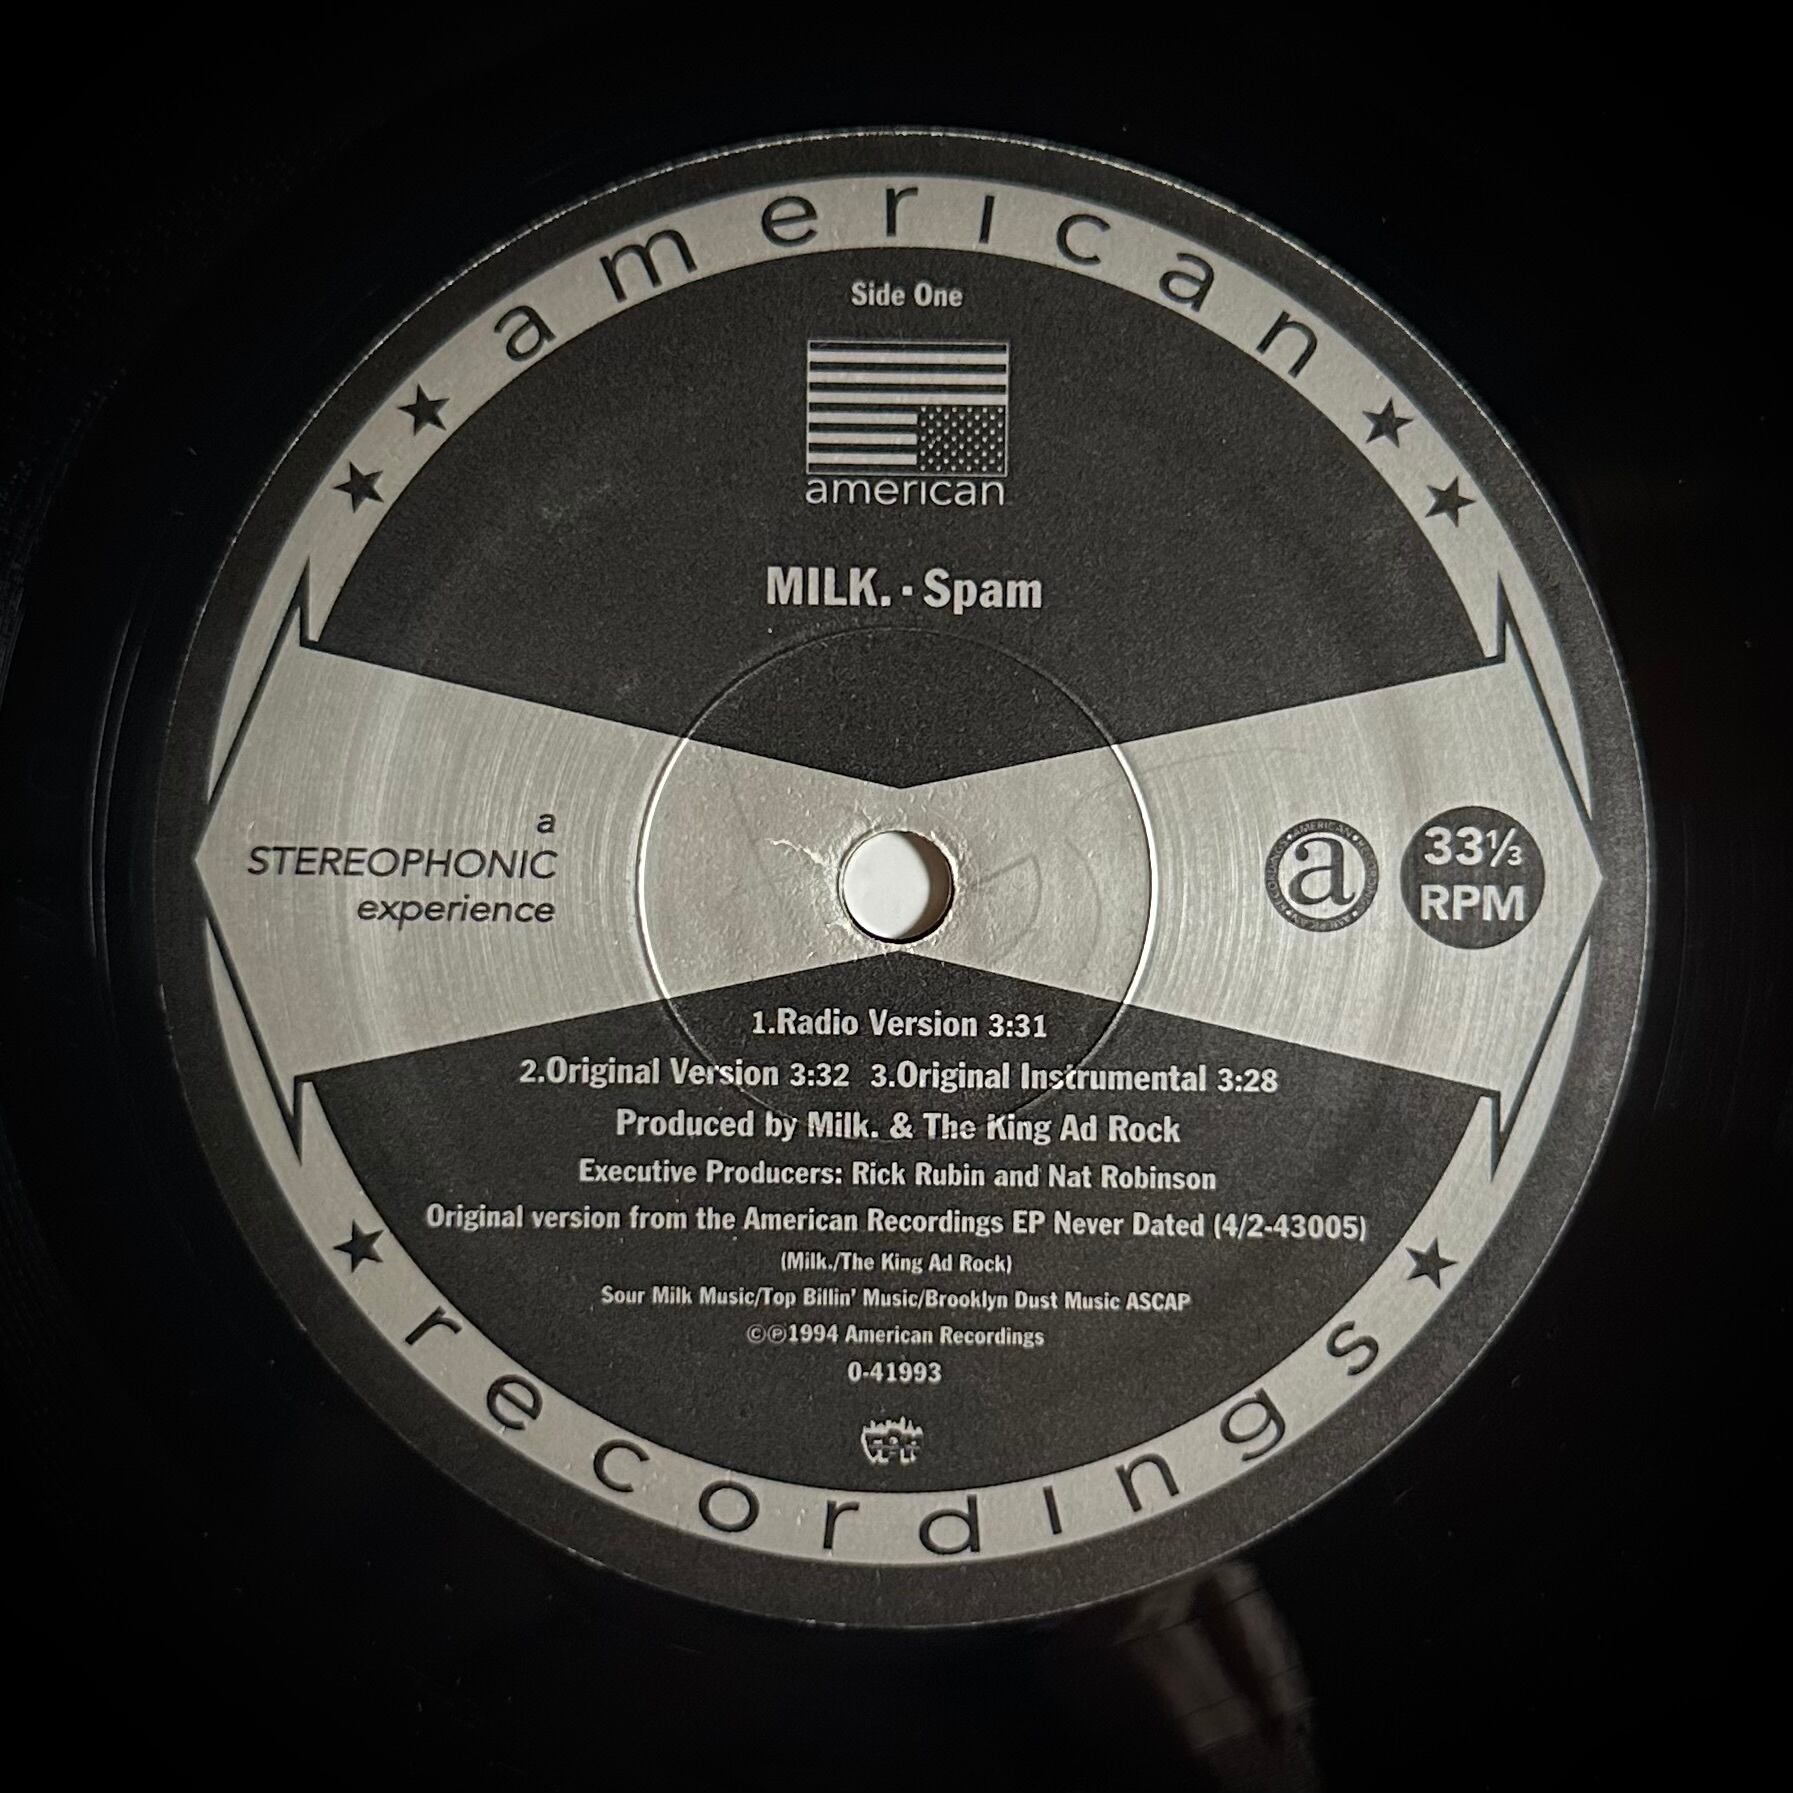 american
Side One
american
MILK. · Spam
a
STEREOPHONIC
experience
AMERICAN
a
33⅓
RPM
1.Radio Version 3:31
2.Original Version 3:32 3.Original Instrumental 3:28
Produced by Milk. & The King Ad Rock
Executive Producers: Rick Rubin and Nat Robinson
Original version from the American Recordings EP Never Dated (4/2-43005)
(Milk./The King Ad Rock)
Sour Milk Music/Top Billin' Music/Brooklyn Dust Music ASCAP
©℗1994 American Recordings
0-41993
recordings